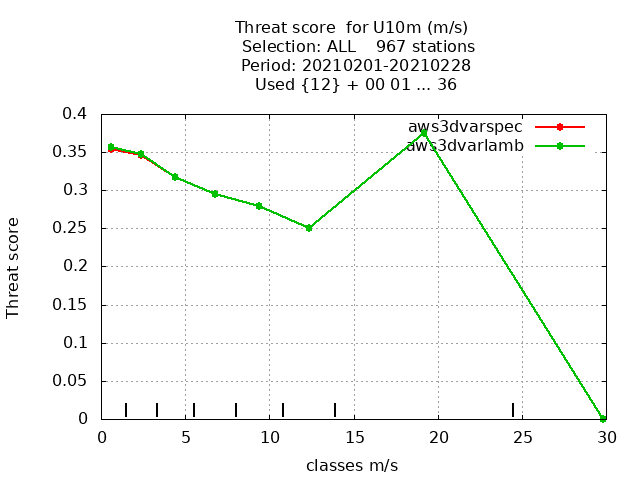 Threat score  for U10m (m/s)
Selection: ALL    967 stations
Period: 20210201-20210228
Used {12} + 00 01 ... 36
aws3dvarspec
aws3dvarlamb
Threat score
0.4
0.35
0.3
0.25
0.2
0.15
0.1
0.05
0
0 5 10 15 20 25 30
classes m/s